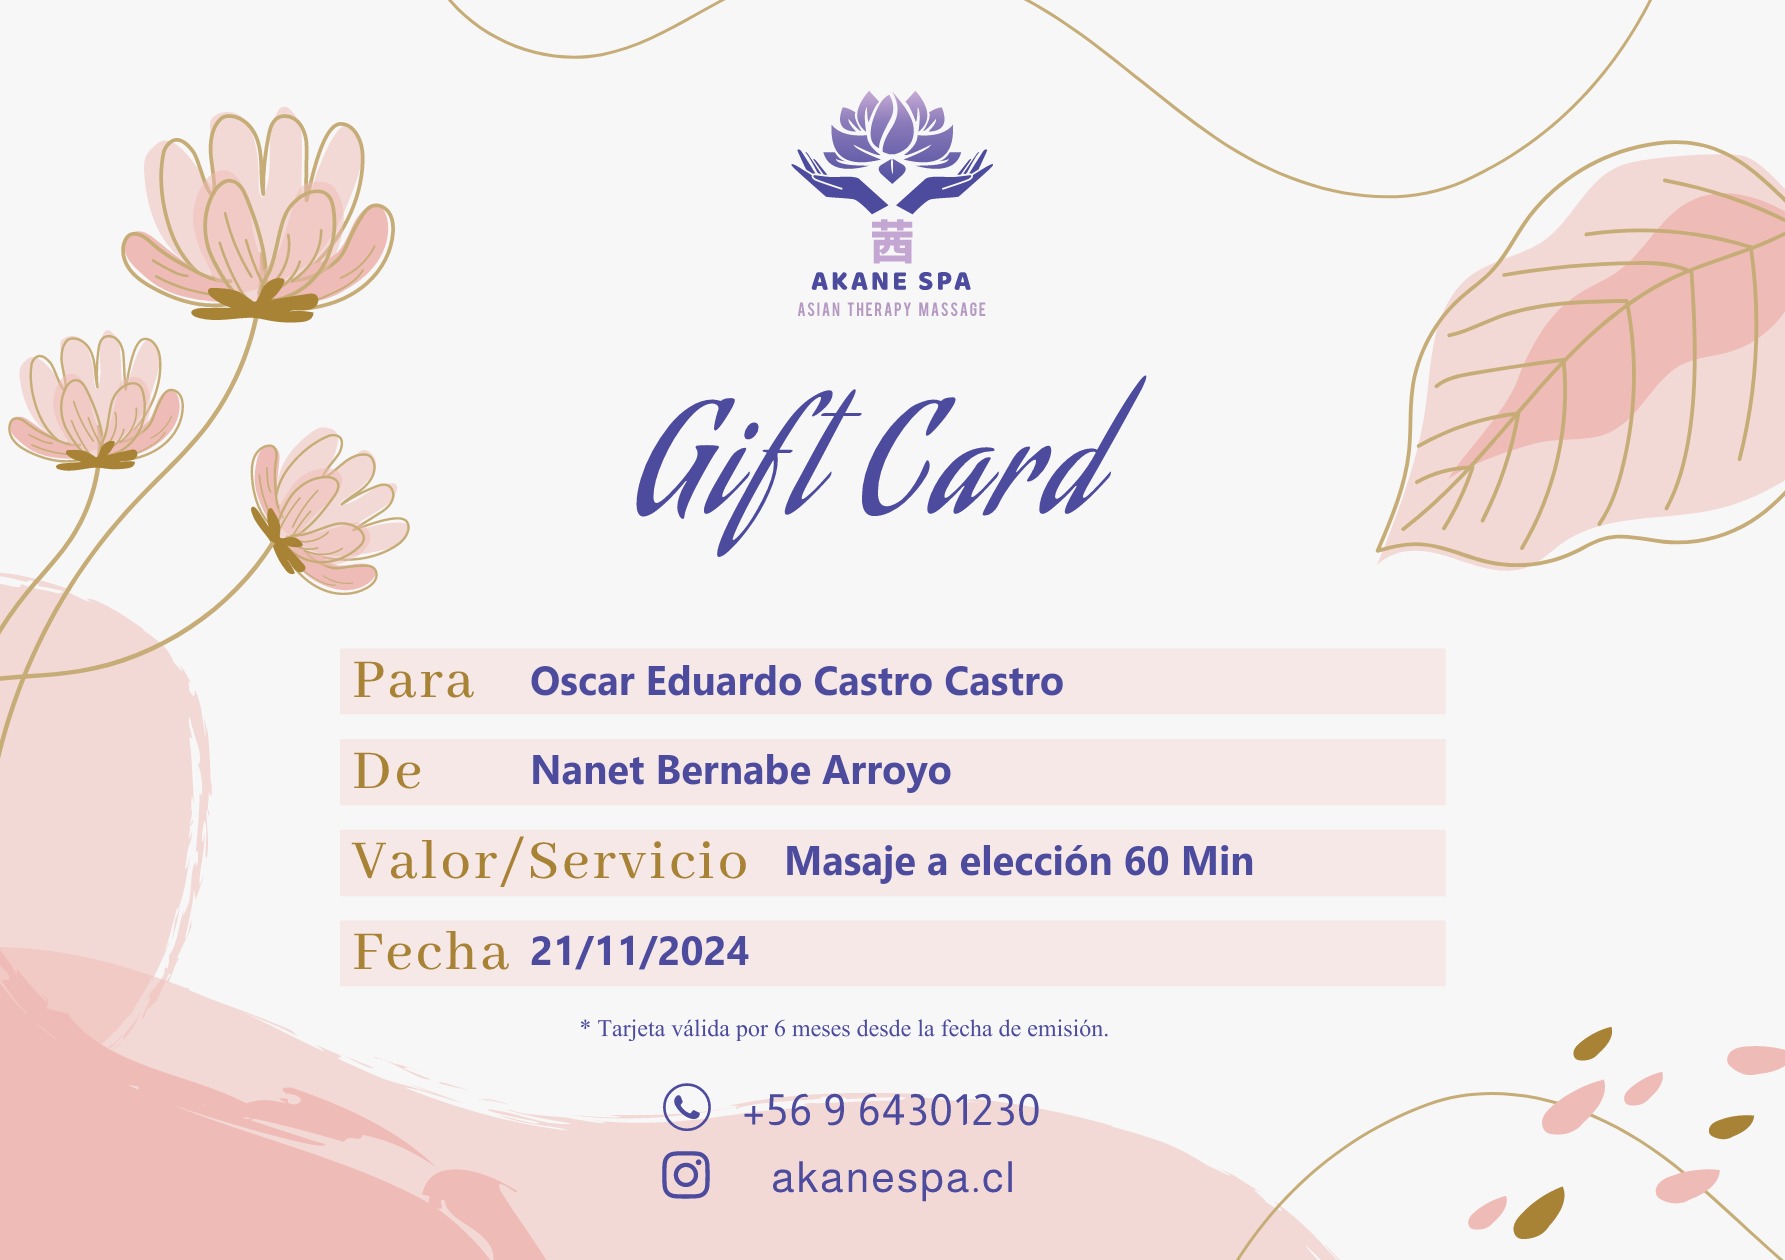 茜
AKANE SPA
ASIAN THERAPY MASSAGE
Gift Card
Para Oscar Eduardo Castro Castro
De Nanet Bernabe Arroyo
Valor/Servicio Masaje a elección 60 Min
Fecha 21/11/2024
* Tarjeta válida por 6 meses desde la fecha de emisión.
+56 9 64301230
akanespa.cl